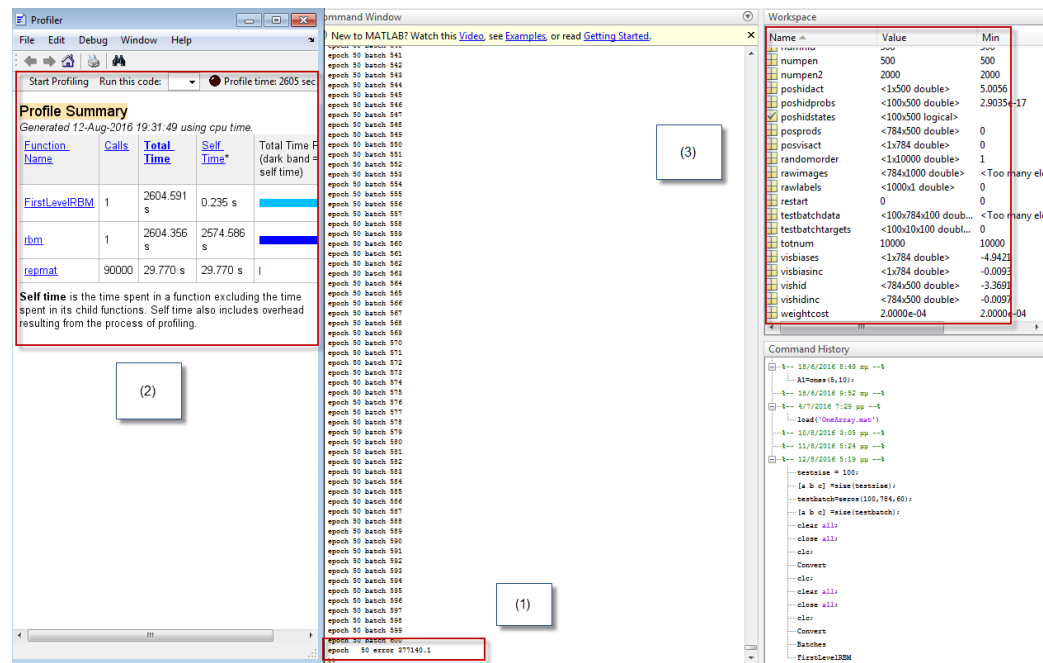 Profiler
File Edit Debug Window Help
Start Profiling Run this code: Profile time: 2605 sec
Profile Summary
Generated 12-Aug-2016 19:31:49 using cpu time.
Function Name Calls Total Time Self Time* Total Time P
(dark band =
self time)
FirstLevelRBM 1 2604.591 s 0.235 s
rbm 1 2604.356 s 2574.586 s
repmat 90000 29.770 s 29.770 s
Self time is the time spent in a function excluding the time
spent in its child functions. Self time also includes overhead
resulting from the process of profiling.
(2)
ommand Window
New to MATLAB? Watch this Video, see Examples, or read Getting Started.
epoch 50 batch 541
epoch 50 batch 542
epoch 50 batch 543
epoch 50 batch 544
epoch 50 batch 545
epoch 50 batch 546
epoch 50 batch 547
epoch 50 batch 548
epoch 50 batch 549
epoch 50 batch 550
epoch 50 batch 551
epoch 50 batch 552
epoch 50 batch 553
epoch 50 batch 554
epoch 50 batch 555
epoch 50 batch 556
epoch 50 batch 557
epoch 50 batch 558
epoch 50 batch 559
epoch 50 batch 560
epoch 50 batch 561
epoch 50 batch 562
epoch 50 batch 563
epoch 50 batch 564
epoch 50 batch 565
epoch 50 batch 566
epoch 50 batch 567
epoch 50 batch 568
epoch 50 batch 569
epoch 50 batch 570
epoch 50 batch 571
epoch 50 batch 572
epoch 50 batch 573
epoch 50 batch 574
epoch 50 batch 575
epoch 50 batch 576
epoch 50 batch 577
epoch 50 batch 578
epoch 50 batch 579
epoch 50 batch 580
epoch 50 batch 581
epoch 50 batch 582
epoch 50 batch 583
epoch 50 batch 584
epoch 50 batch 585
epoch 50 batch 586
epoch 50 batch 587
epoch 50 batch 588
epoch 50 batch 589
epoch 50 batch 590
epoch 50 batch 591
epoch 50 batch 592
epoch 50 batch 593
epoch 50 batch 594
epoch 50 batch 595
epoch 50 batch 596
epoch 50 batch 597
epoch 50 batch 598
epoch 50 batch 599
epoch 50 batch 600
epoch 50 error 277140.1
>>
(3)
(1)
Workspace
Name Value Min
numhid 500 500
numpen 500 500
numpen2 2000 2000
poshidact <1x500 double> 5.0056
poshidprobs <100x500 double> 2.9035e-17
poshidstates <100x500 logical>
posprods <784x500 double> 0
posvisact <1x784 double> 0
randomorder <1x10000 double> 1
rawimages <784x1000 double> <Too many ele
rawlabels <1000x1 double> 0
restart 0 0
testbatchdata <100x784x100 doub... <Too many ele
testbatchtargets <100x10x100 doubl... 0
totnum 10000 10000
visbiases <1x784 double> -4.9421
visbiasinc <1x784 double> -0.0093
vishid <784x500 double> -3.3691
vishidinc <784x500 double> -0.0097
weightcost 2.0000e-04 2.0000e-04
Command History
%-- 18/6/2016 8:49 πμ --%
A1=ones(5,10);
%-- 18/6/2016 9:52 πμ --%
%-- 4/7/2016 7:29 μμ --%
load('OneArray.mat')
%-- 10/8/2016 3:05 μμ --%
%-- 11/8/2016 5:24 μμ --%
%-- 12/8/2016 5:19 μμ --%
testsize = 100;
[a b c] =size(testsize);
testbatch=zeros(100,784,60);
[a b c] =size(testbatch);
clear all;
close all;
clc;
Convert
clc;
clear all;
close all;
clc;
Convert
Batches
FirstLevelRBM